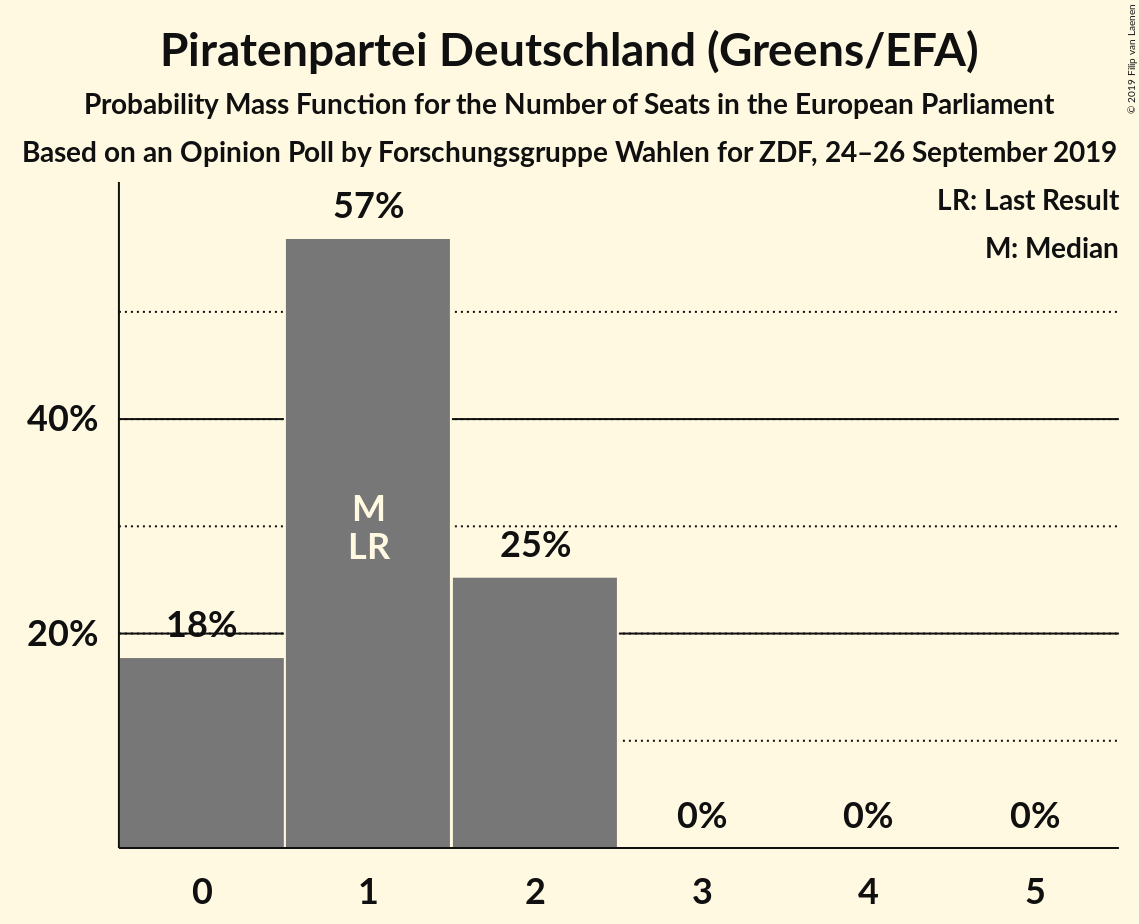 Piratenpartei Deutschland (Greens/EFA)
Probability Mass Function for the Number of Seats in the European Parliament
Based on an Opinion Poll by Forschungsgruppe Wahlen for ZDF, 24–26 September 2019
© 2019 Filip van Laenen
LR: Last Result
M: Median
57%
40%
M
LR
25%
18%
20%
0%
0%
0%
0
1
2
3
4
5